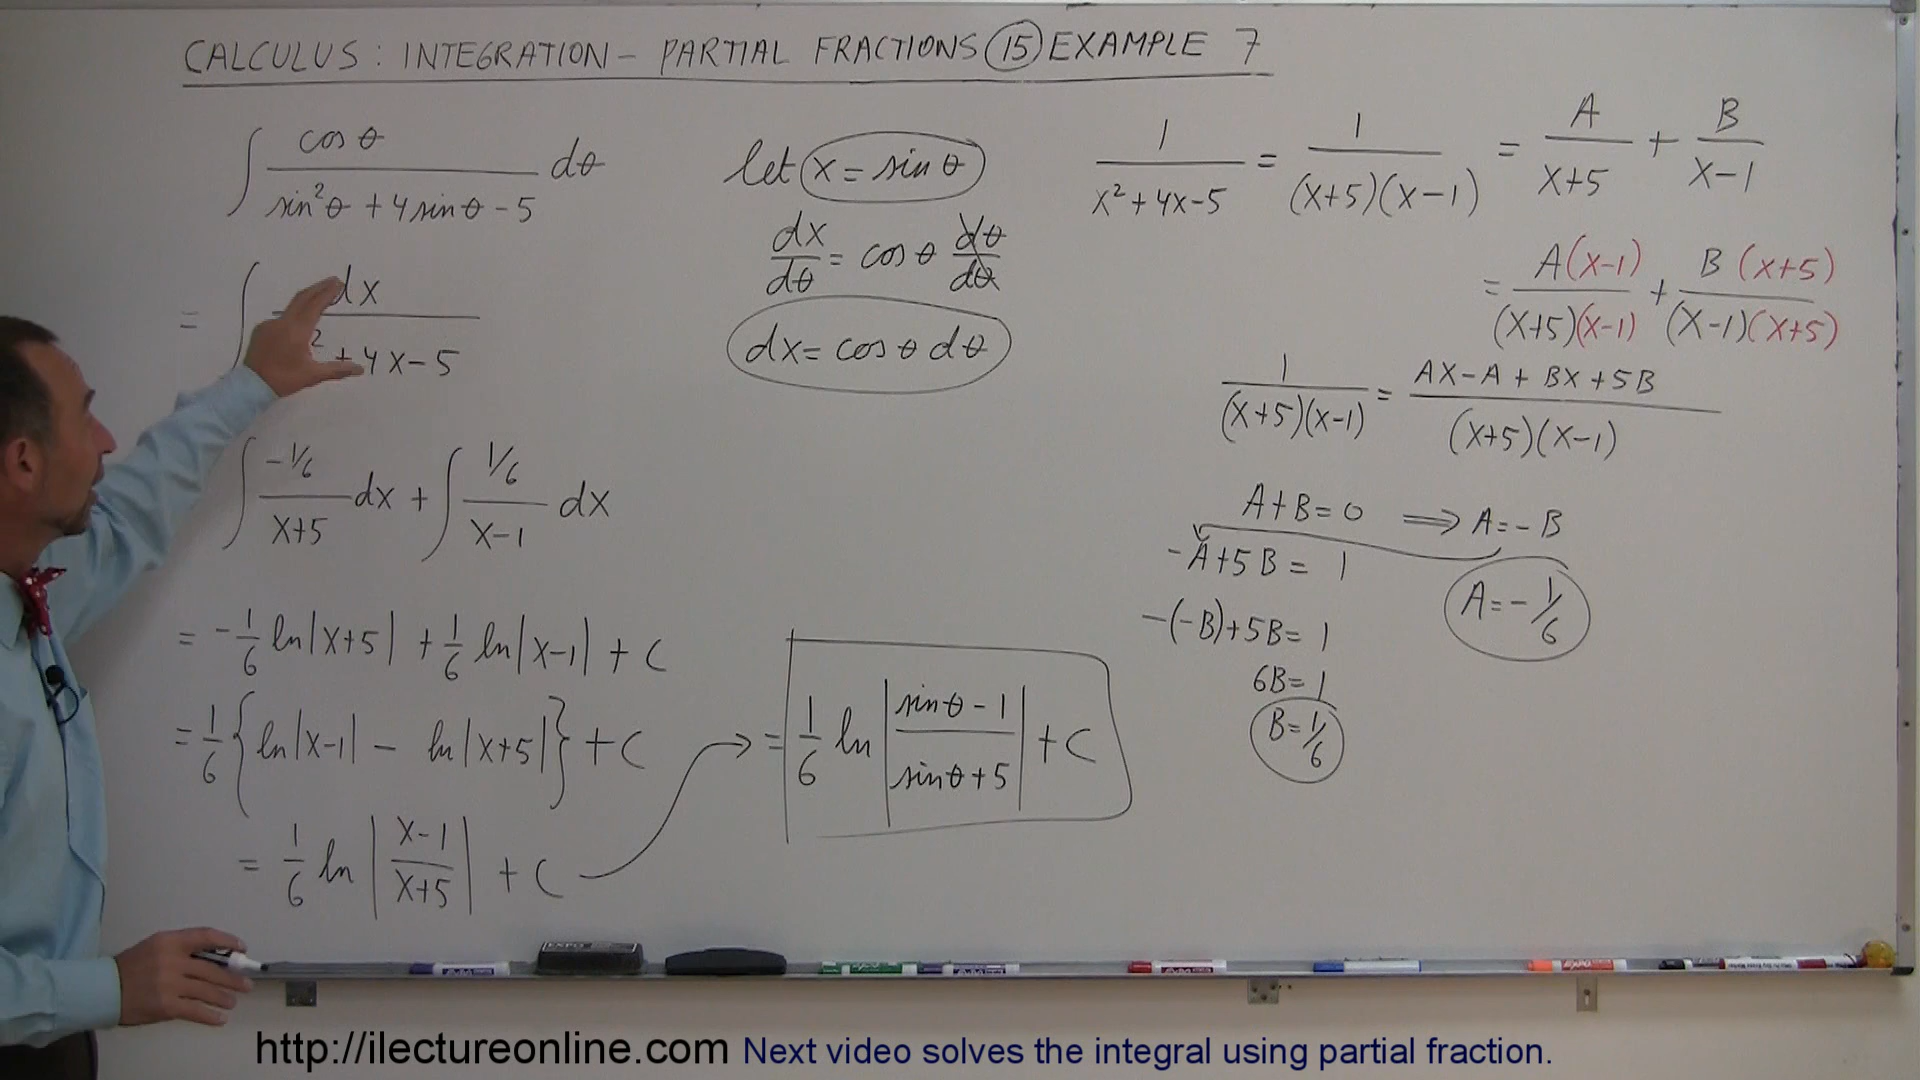 CALCULUS: INTEGRATION – PARTIAL FRACTIONS (15) EXAMPLE 7
∫ cos θ / (sin²θ + 4 sin θ - 5) dθ
= ∫ dx / ² + 4x - 5
∫ (-1/6)/(x+5) dx + ∫ (1/6)/(x-1) dx
= -1/6 ln|x+5| + 1/6 ln|x-1| + C
= 1/6 {ln|x-1| - ln|x+5|} + C
= 1/6 ln |(x-1)/(x+5)| + C
let x = sin θ
dx/dθ = cos θ dθ/dθ
dx = cos θ dθ
→ = 1/6 ln |(sin θ - 1)/(sin θ + 5)| + C
1/(x² + 4x - 5) = 1/((x+5)(x-1)) = A/(x+5) + B/(x-1)
= A(x-1)/((x+5)(x-1)) + B(x+5)/((x-1)(x+5))
1/((x+5)(x-1)) = (Ax - A + Bx + 5B)/((x+5)(x-1))
A + B = 0 ⟹ A = -B
-A + 5B = 1
A = -1/6
-(-B) + 5B = 1
6B = 1
B = 1/6
http://ilectureonline.com Next video solves the integral using partial fraction.